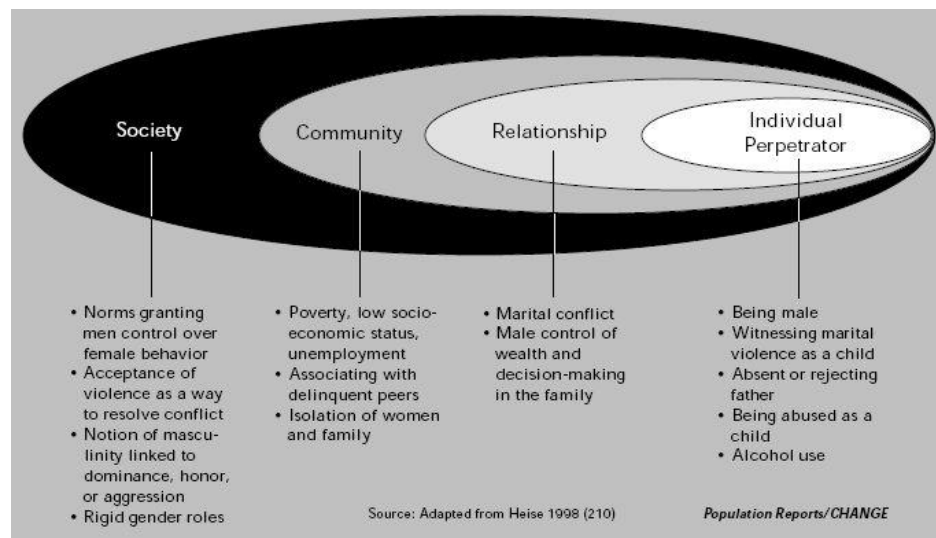 Society
Community
Relationship
Individual
Perpetrator
• Norms granting
men control over
female behavior
• Acceptance of
violence as a way
to resolve conflict
• Notion of mascu-
linity linked to
dominance, honor,
or aggression
• Rigid gender roles
• Poverty, low socio-
economic status,
unemployment
• Associating with
delinquent peers
• Isolation of women
and family
• Marital conflict
• Male control of
wealth and
decision-making
in the family
• Being male
• Witnessing marital
violence as a child
• Absent or rejecting
father
• Being abused as a
child
• Alcohol use
Source: Adapted from Heise 1998 (210)
Population Reports/CHANGE